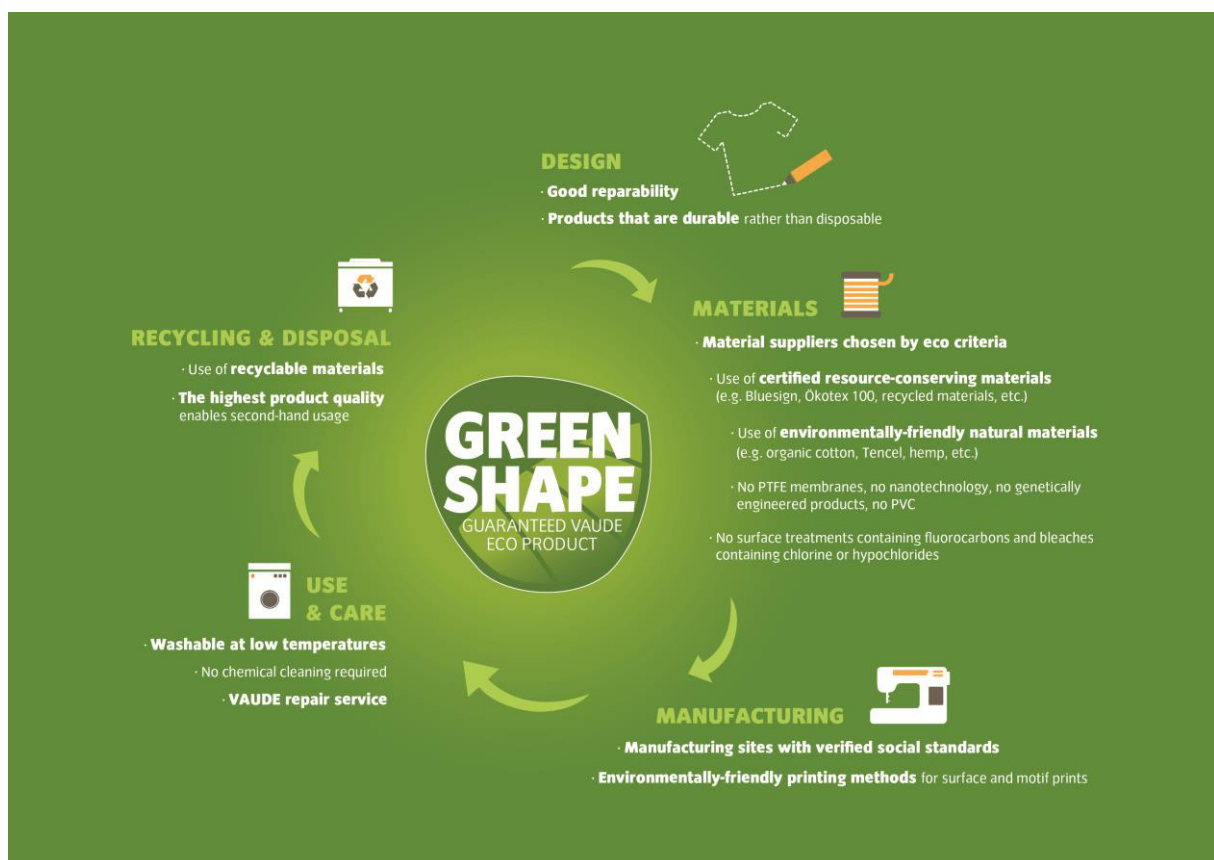 DESIGN
· Good reparability
· Products that are durable rather than disposable
MATERIALS
· Material suppliers chosen by eco criteria
· Use of certified resource-conserving materials
(e.g. Bluesign, Ökotex 100, recycled materials, etc.)
· Use of environmentally-friendly natural materials
(e.g. organic cotton, Tencel, hemp, etc.)
· No PTFE membranes, no nanotechnology, no genetically
engineered products, no PVC
· No surface treatments containing fluorocarbons and bleaches
containing chlorine or hypochlorides
MANUFACTURING
· Manufacturing sites with verified social standards
· Environmentally-friendly printing methods for surface and motif prints
USE
& CARE
· Washable at low temperatures
· No chemical cleaning required
· VAUDE repair service
RECYCLING & DISPOSAL
· Use of recyclable materials
· The highest product quality
enables second-hand usage
GREEN
SHAPE
GUARANTEED VAUDE
ECO PRODUCT